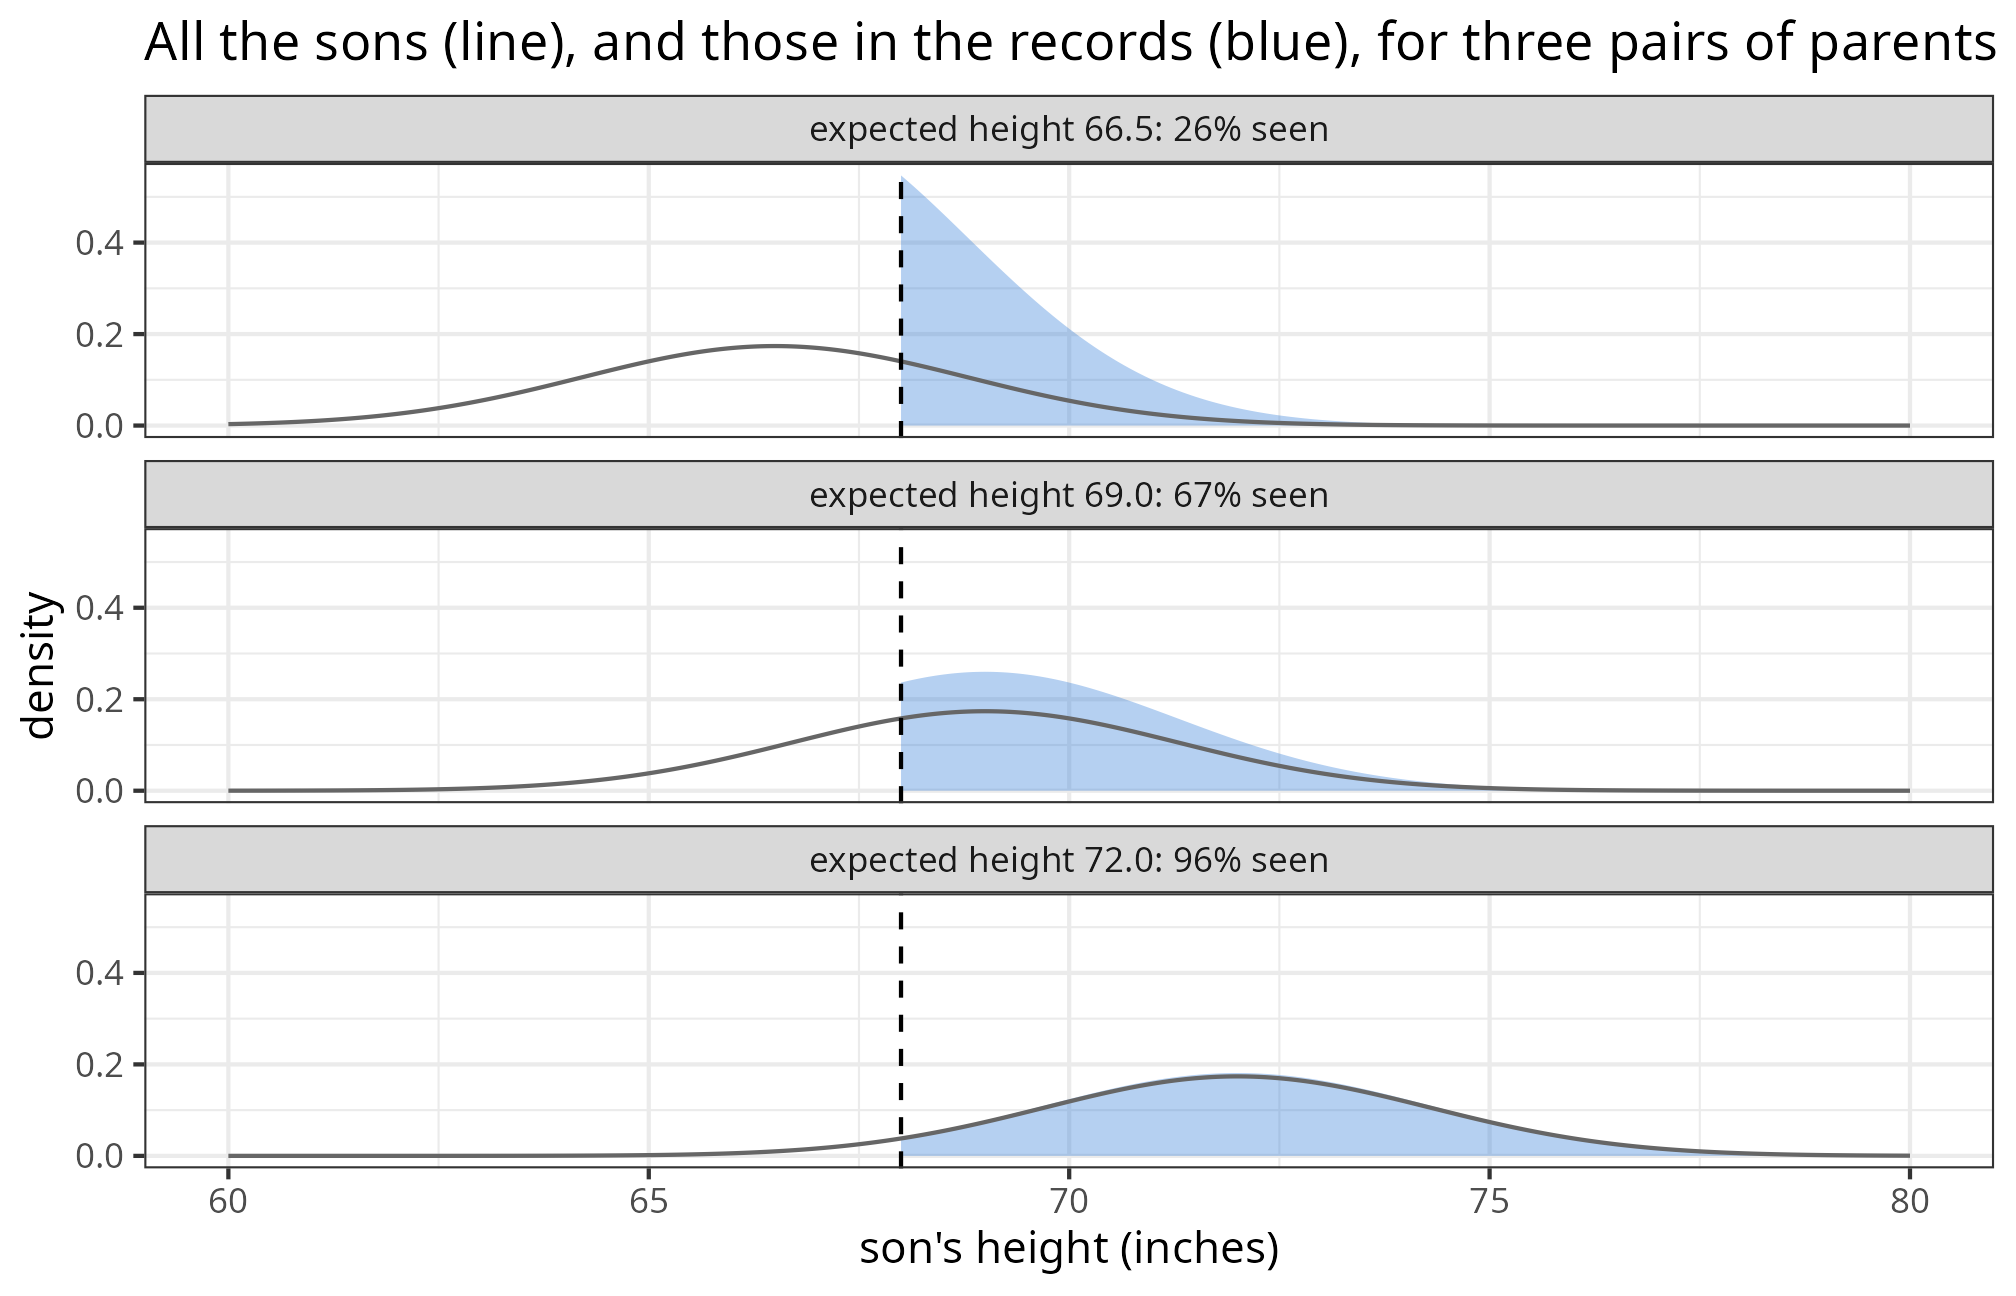 All the sons (line), and those in the records (blue), for three pairs of parents
expected height 66.5: 26% seen
0.4
0.2
0.0
expected height 69.0: 67% seen
0.4
0.2
0.0
expected height 72.0: 96% seen
0.4
0.2
0.0
density
60 65 70 75 80
son's height (inches)